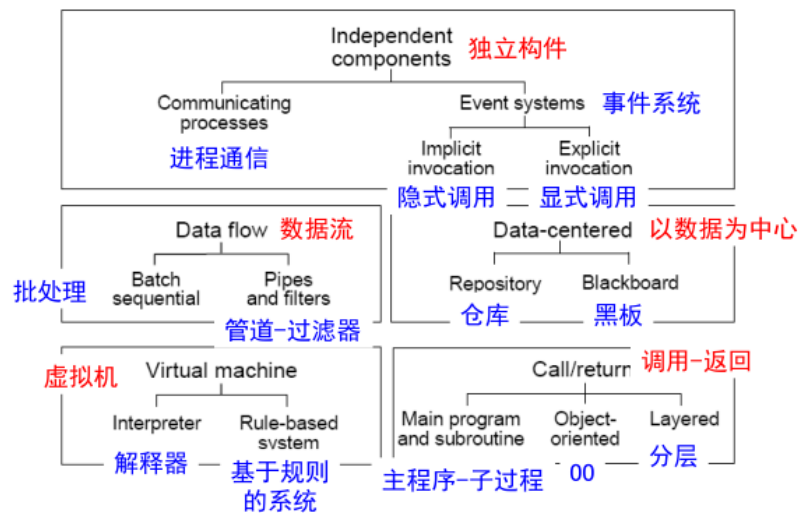 Independent
components
独立构件
Communicating
processes
进程通信
Event systems
事件系统
Implicit
invocation
隐式调用
Explicit
invocation
显式调用
Data flow
数据流
批处理
Batch
sequential
Pipes
and filters
管道-过滤器
Data-centered
以数据为中心
Repository
仓库
Blackboard
黑板
虚拟机
Virtual machine
Interpreter
解释器
Rule-based
system
基于规则
的系统
Call/return
调用-返回
Main program
and subroutine
主程序-子过程
Object-
oriented
OO
Layered
分层